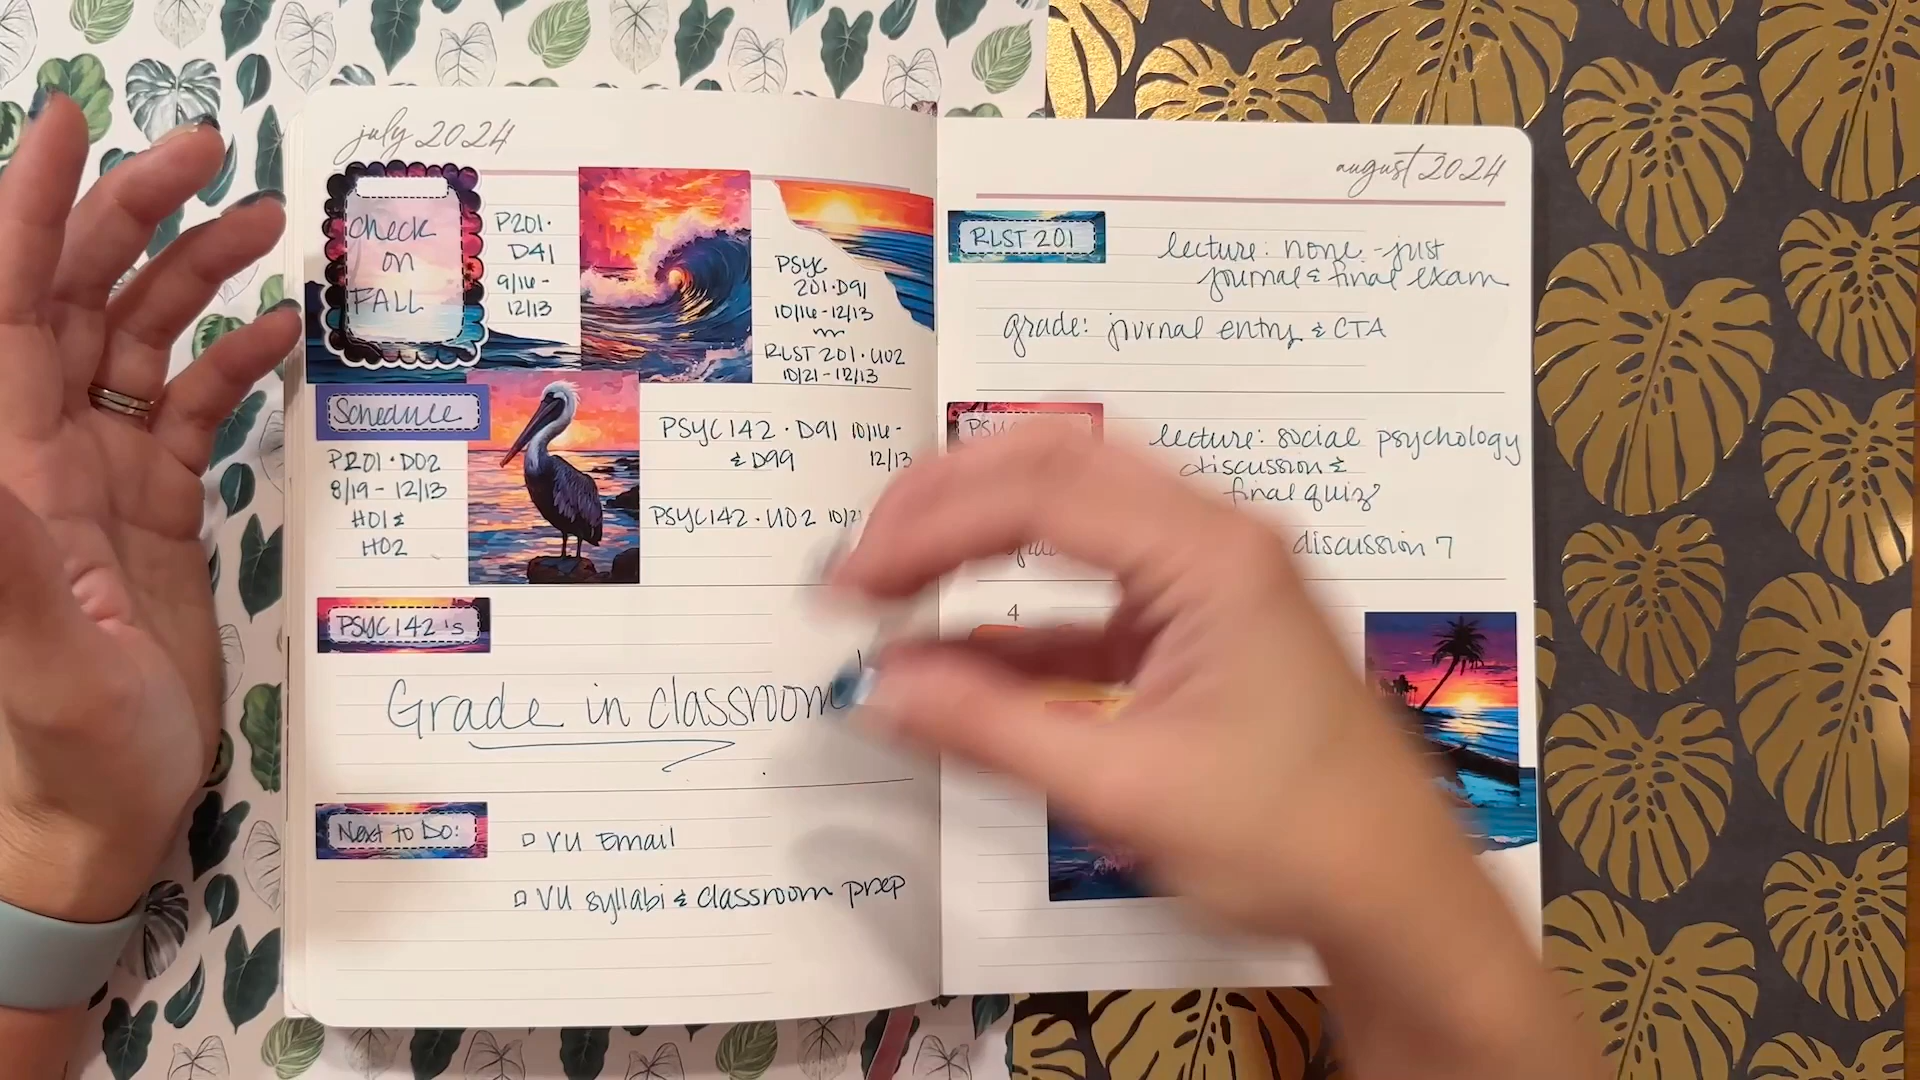 july 2024
check
on
FALL
P201.
D41
9/16 -
12/13
PSYC
201.D91
10/16-12/13
RLST 201.U02
10/21-12/13
Schedule
P201.D02
8/19 - 12/13
H01 &
H02
PSYC142.D91 10/16-
& D99 12/13
PSYC142.U02 10/21
PSYC142's
Grade in classroom
Next to Do:
VU Email
VU syllabi & classroom prep
august 2024
RLST 201
lecture: none - just
journal & final exam
grade: journal entry & CTA
lecture: social psychology
discussion &
final quiz
discussion 7
4